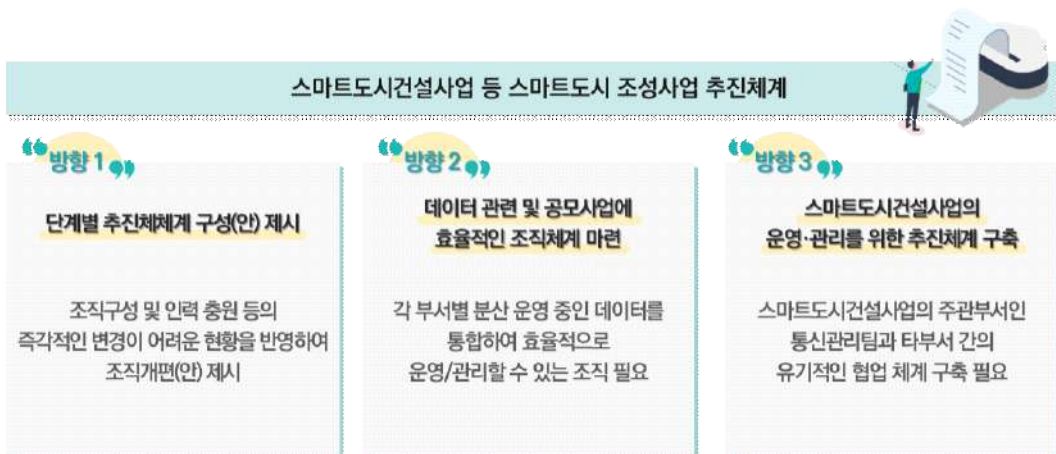 스마트도시건설사업 등 스마트도시 조성사업 추진체계
방향 1
단계별 추진체체계 구성(안) 제시
조직구성 및 인력 충원 등의
즉각적인 변경이 어려운 현황을 반영하여
조직개편(안) 제시
방향 2
데이터 관련 및 공모사업에
효율적인 조직체계 마련
각 부서별 분산 운영 중인 데이터를
통합하여 효율적으로
운영/관리할 수 있는 조직 필요
방향 3
스마트도시건설사업의
운영·관리를 위한 추진체계 구축
스마트도시건설사업의 주관부서인
통신관리팀과 타부서 간의
유기적인 협업 체계 구축 필요